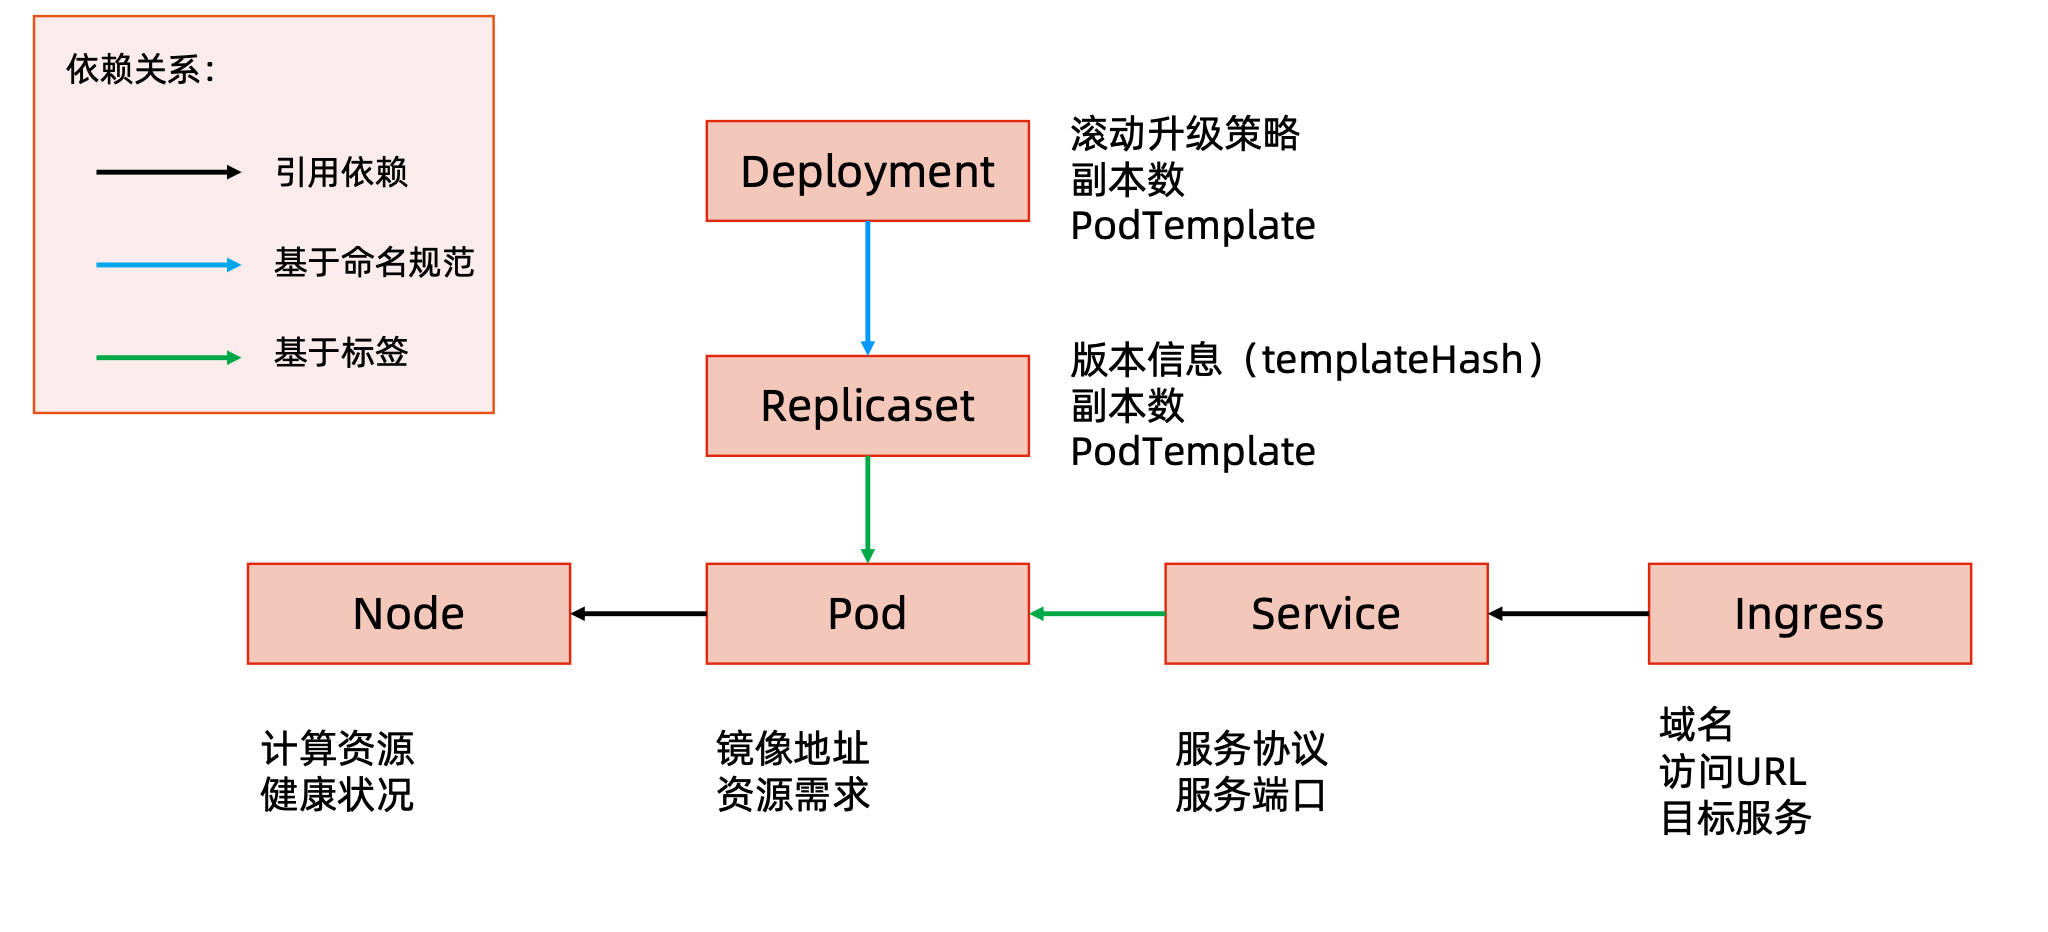 依赖关系：
引用依赖
基于命名规范
基于标签
Deployment
滚动升级策略
副本数
PodTemplate
Replicaset
版本信息（templateHash）
副本数
PodTemplate
Node
Pod
Service
Ingress
计算资源
健康状况
镜像地址
资源需求
服务协议
服务端口
域名
访问URL
目标服务